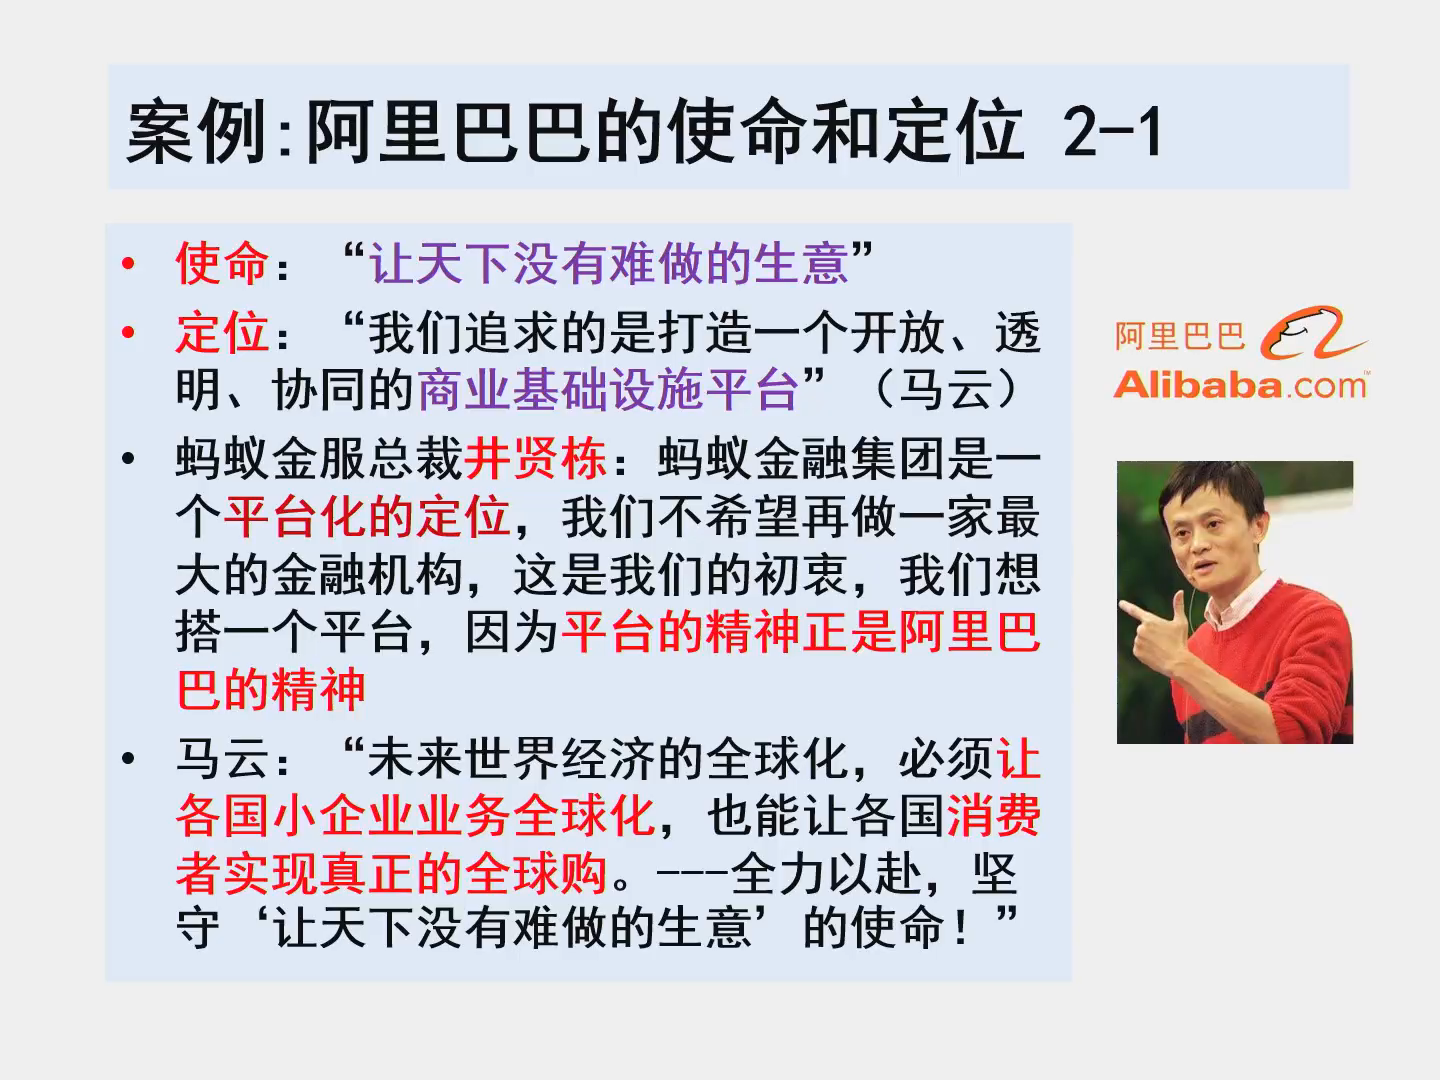 案例:阿里巴巴的使命和定位 2-1
• 使命：“让天下没有难做的生意”
• 定位：“我们追求的是打造一个开放、透
明、协同的商业基础设施平台”（马云）
• 蚂蚁金服总裁井贤栋：蚂蚁金融集团是一
个平台化的定位，我们不希望再做一家最
大的金融机构，这是我们的初衷，我们想
搭一个平台，因为平台的精神正是阿里巴
巴的精神
• 马云：“未来世界经济的全球化，必须让
各国小企业业务全球化，也能让各国消费
者实现真正的全球购。---全力以赴，坚
守‘让天下没有难做的生意’的使命！”
阿里巴巴
Alibaba.com™